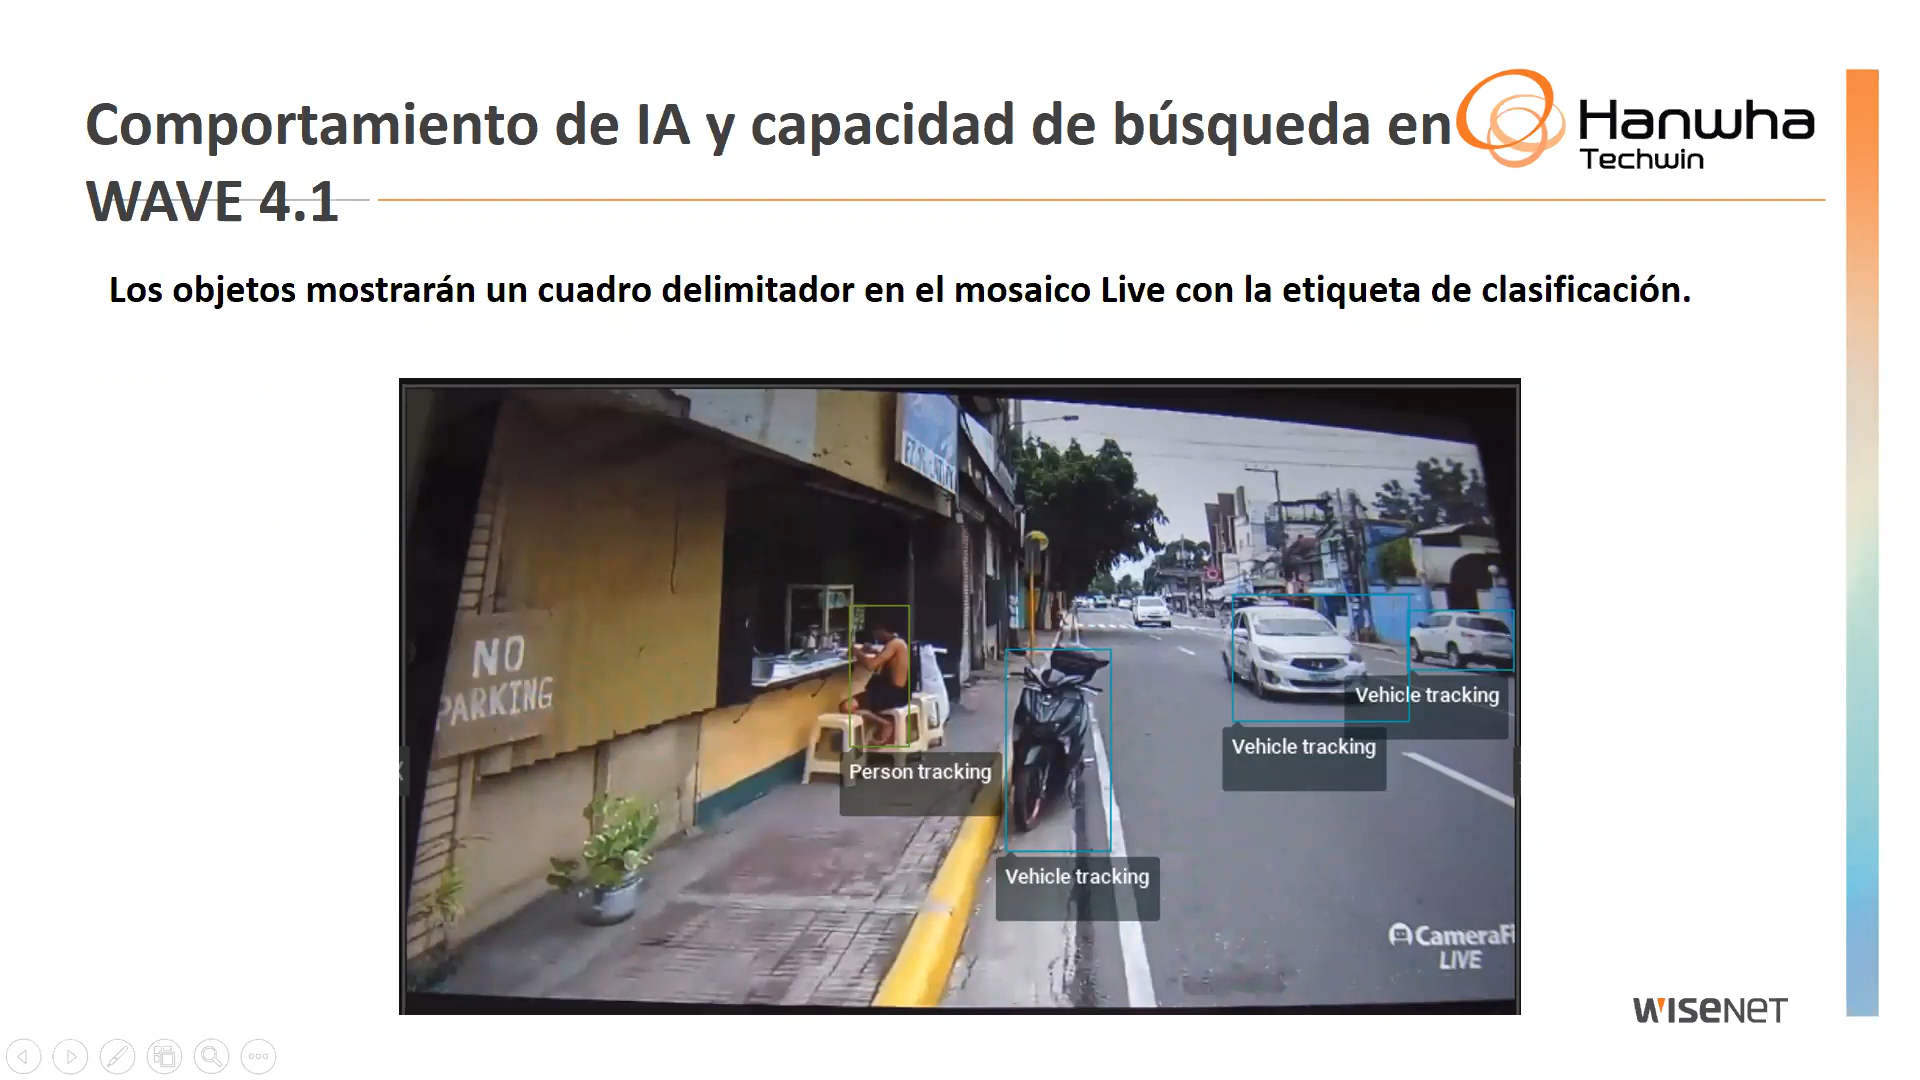 Comportamiento de IA y capacidad de búsqueda en
WAVE 4.1
Hanwha
Techwin
Los objetos mostrarán un cuadro delimitador en el mosaico Live con la etiqueta de clasificación.
NO
PARKING
Person tracking
Vehicle tracking
Vehicle tracking
Vehicle tracking
CameraFi
LIVE
WISENET